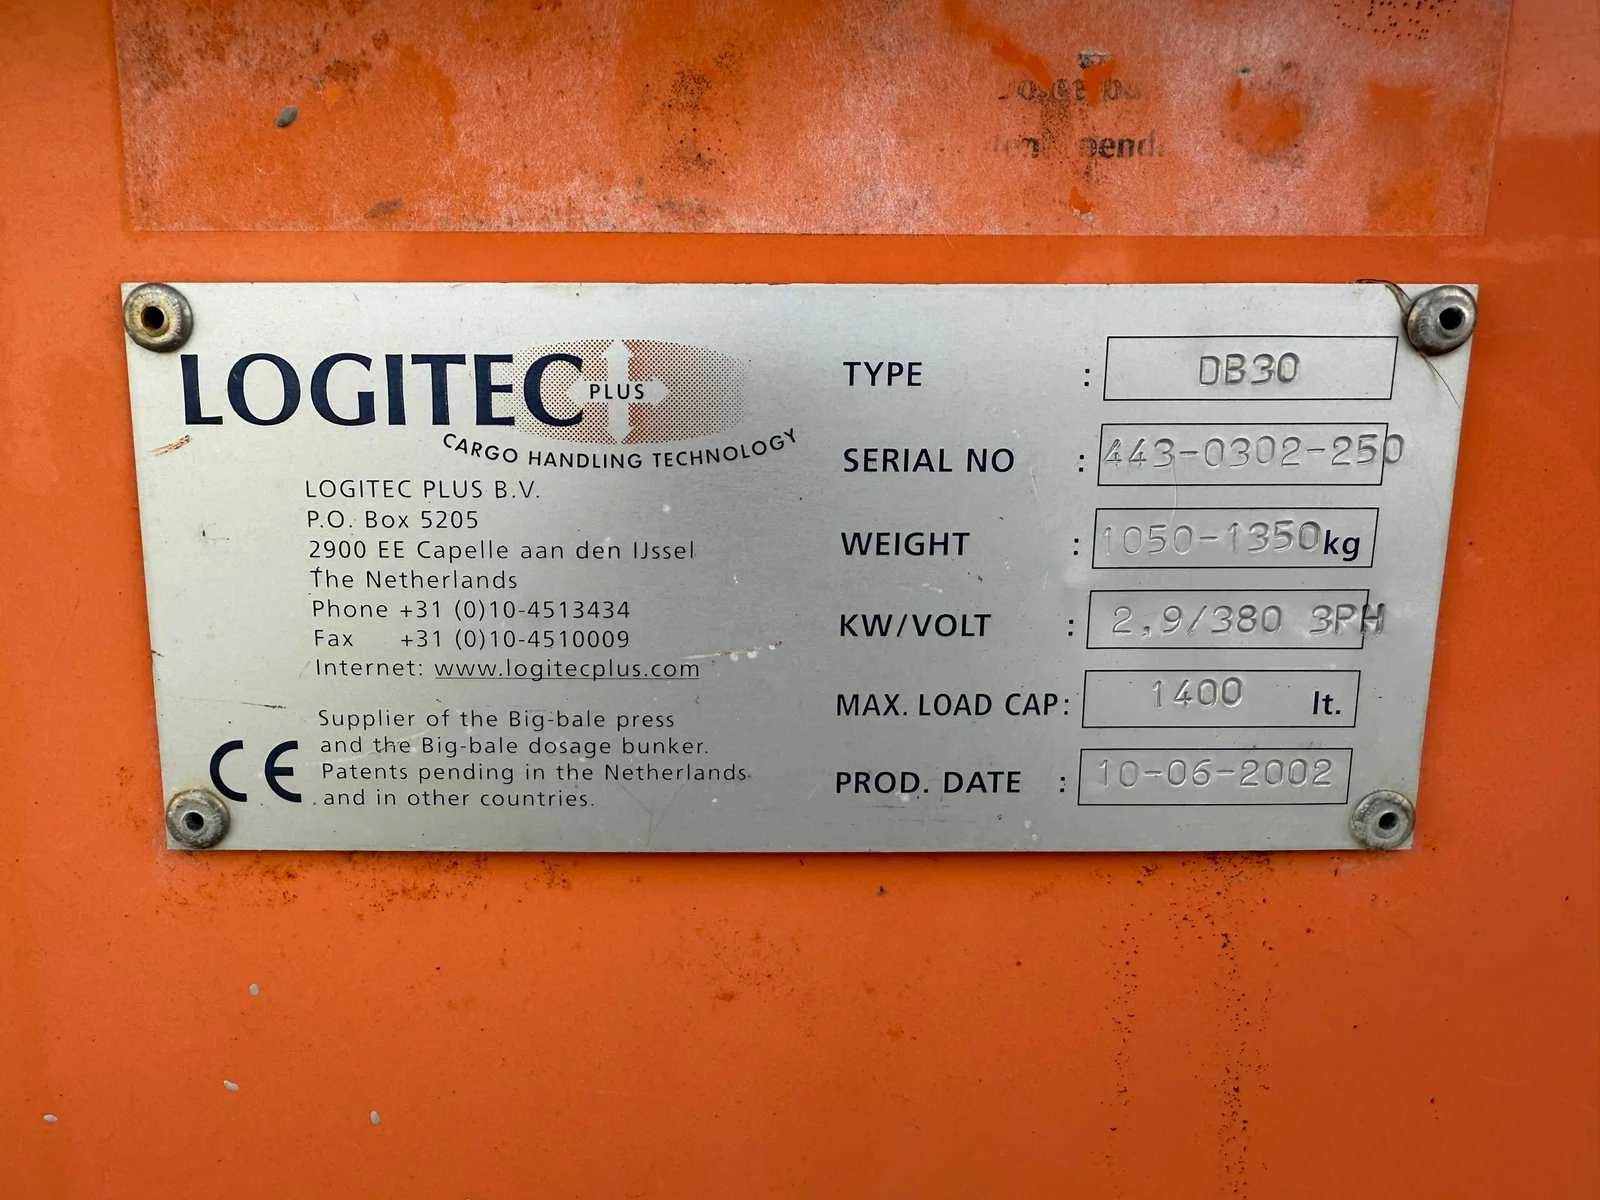 pend
LOGITEC PLUS
CARGO HANDLING TECHNOLOGY
LOGITEC PLUS B.V.
P.O. Box 5205
2900 EE Capelle aan den IJssel
The Netherlands
Phone +31 (0)10-4513434
Fax +31 (0)10-4510009
Internet: www.logitecplus.com
Supplier of the Big-bale press
and the Big-bale dosage bunker.
Patents pending in the Netherlands
and in other countries.
CE
TYPE : DB30
SERIAL NO : 443-0302-250
WEIGHT : 1050-1350kg
KW/VOLT : 2,9/380 3PH
MAX. LOAD CAP: 1400 lt.
PROD. DATE : 10-06-2002